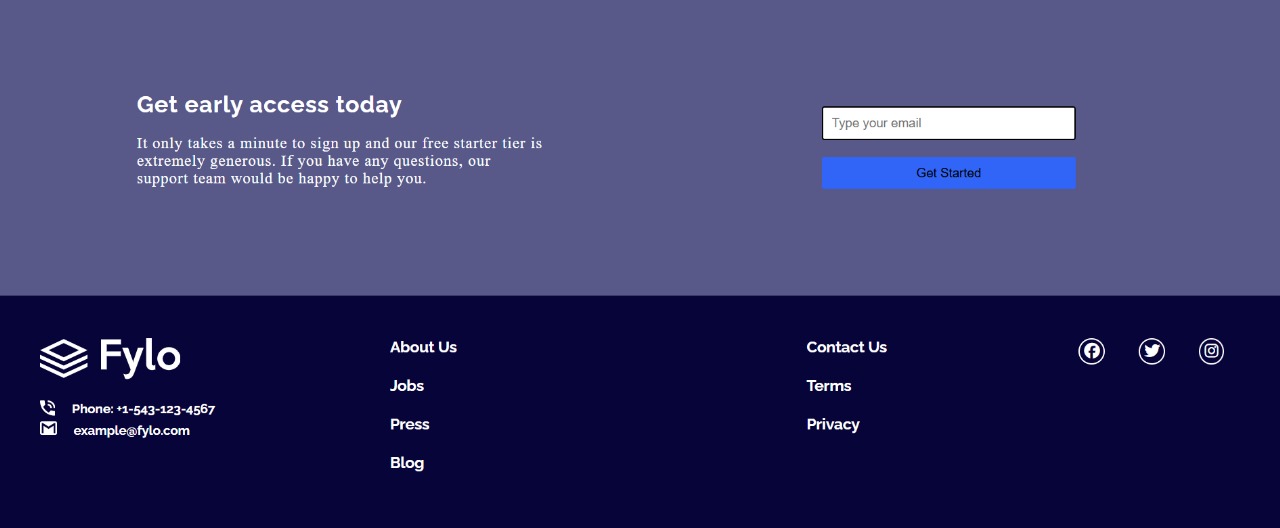 Get early access today
It only takes a minute to sign up and our free starter tier is
extremely generous. If you have any questions, our
support team would be happy to help you.
Type your email
Get Started
Fylo
Phone: +1-543-123-4567
example@fylo.com
About Us
Jobs
Press
Blog
Contact Us
Terms
Privacy